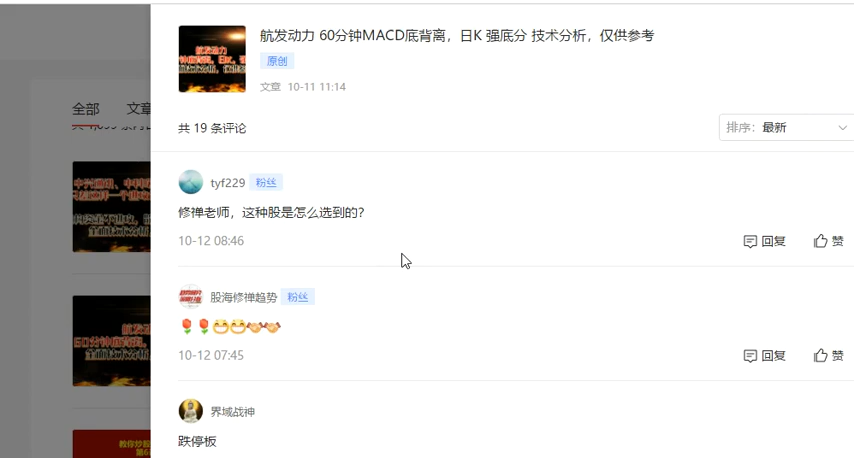 航发动力 60分钟MACD底背离，日K 强底分 技术分析，仅供参考
原创
文章 10-11 11:14
全部 文章
共 19 条评论
排序: 最新
tyf229 粉丝
修禅老师，这种股是怎么选到的?
10-12 08:46
回复 赞
股海修禅趋势 粉丝
10-12 07:45
回复 赞
界域战神
跌停板
教你炒股